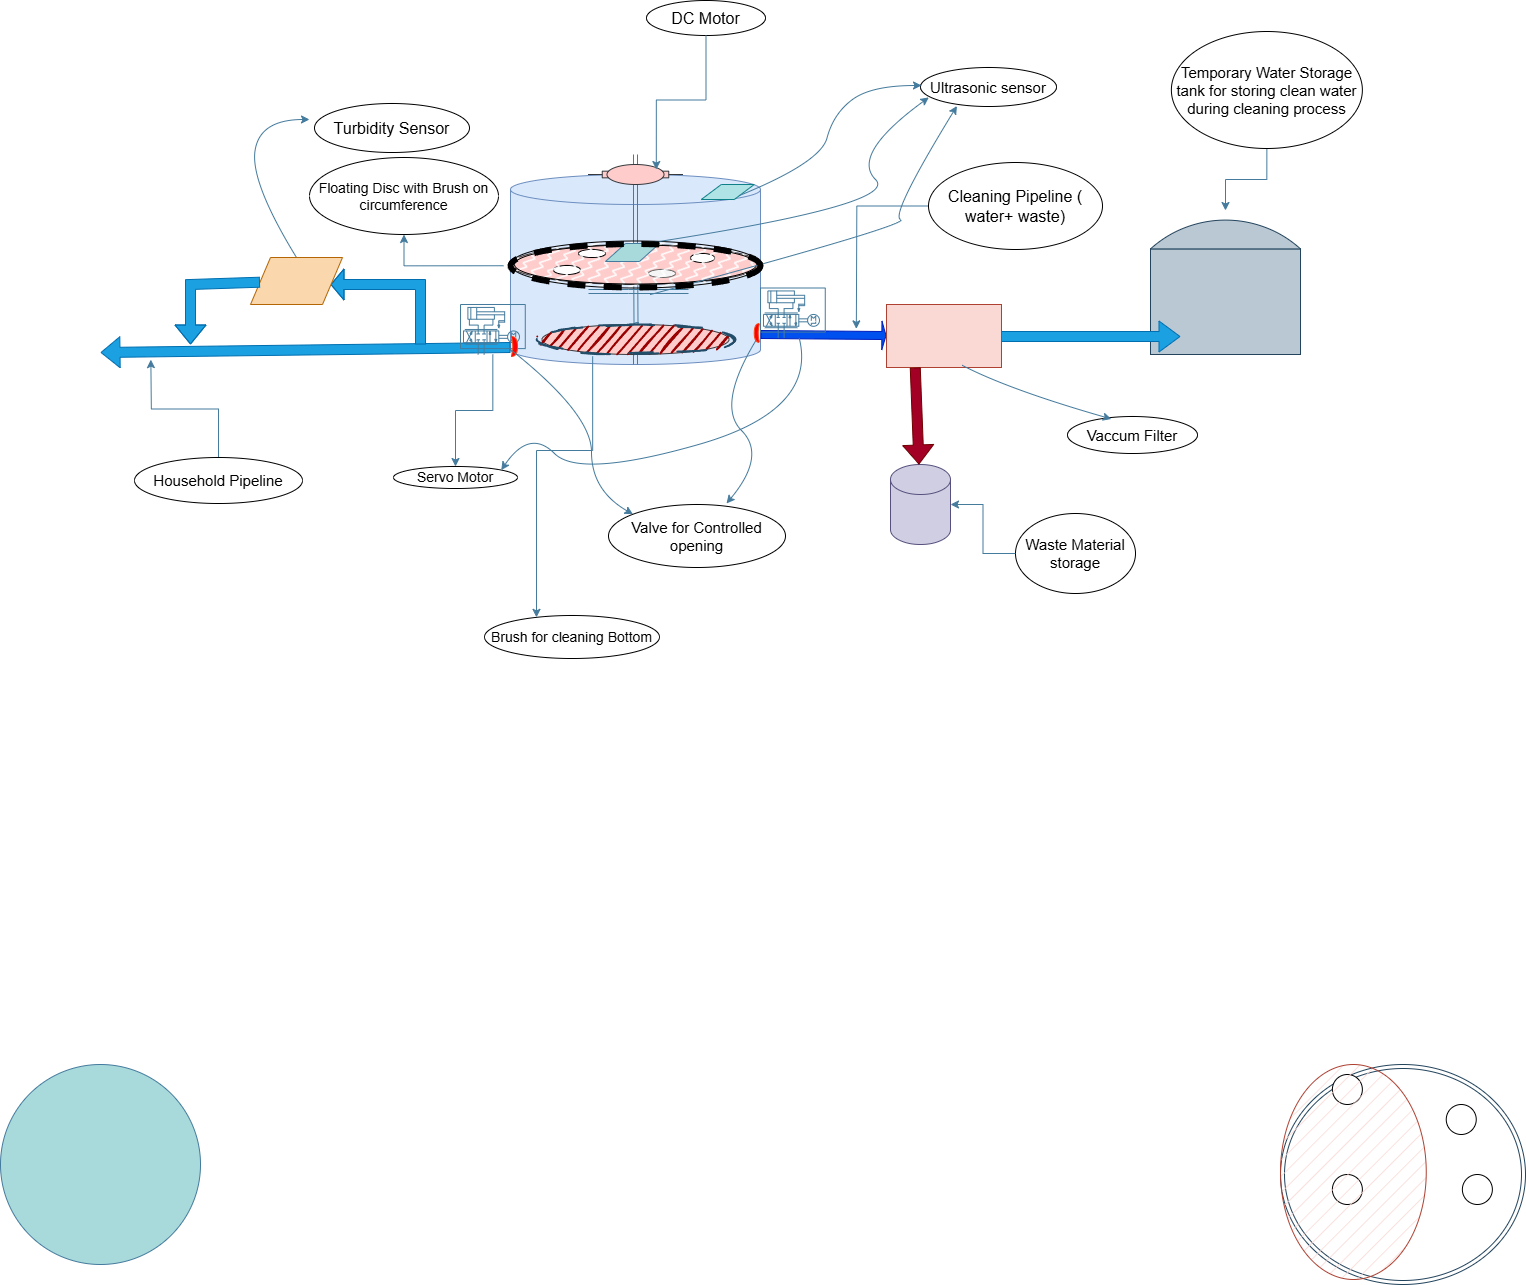 DC Motor
Ultrasonic sensor
Temporary Water Storage
tank for storing clean water
during cleaning process
Turbidity Sensor
Floating Disc with Brush on
circumference
Cleaning Pipeline (
water+ waste)
Vaccum Filter
Household Pipeline
Servo Motor
Valve for Controlled
opening
Waste Material
storage
Brush for cleaning Bottom